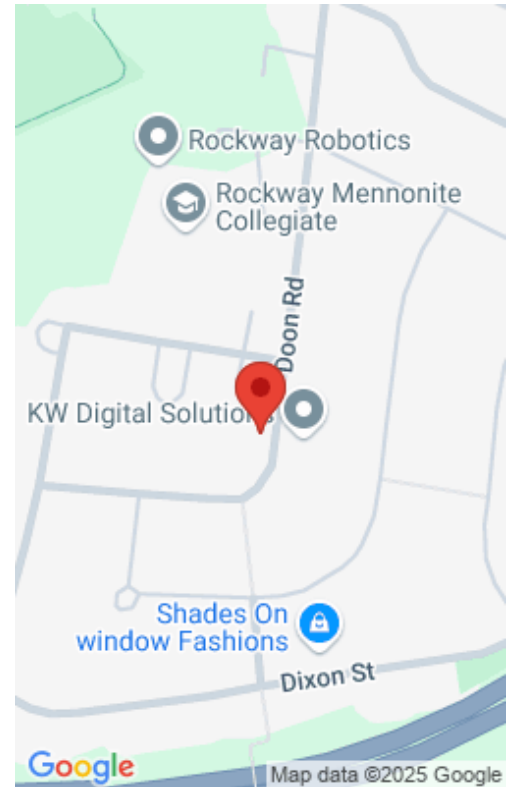 Rockway Robotics
Rockway Mennonite
Collegiate
Doon Rd
KW Digital Solutions
Shades On
window Fashions
Dixon St
Google
Map data ©2025 Google